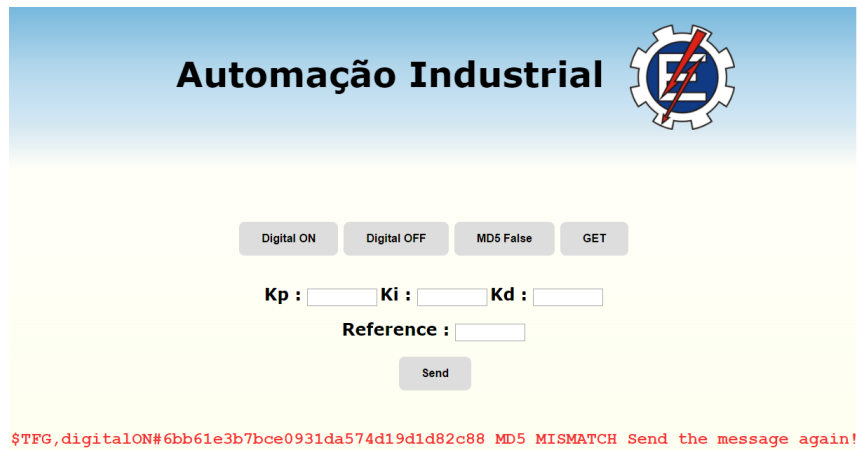 Automação Industrial
Digital ON Digital OFF MD5 False GET
Kp : Ki : Kd :
Reference :
Send
$TFG,digitalON#6bb61e3b7bce0931da574d19d1d82c88 MD5 MISMATCH Send the message again!